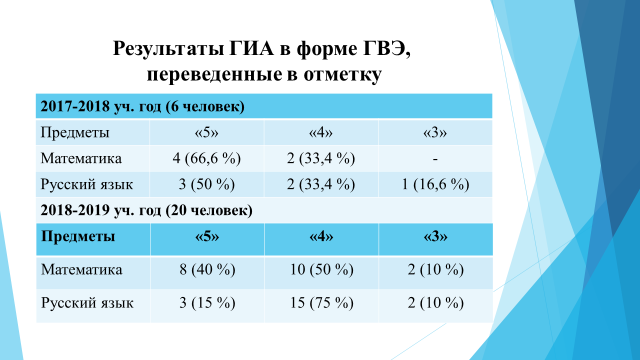 Результаты ГИА в форме ГВЭ,
переведенные в отметку
2017-2018 уч. год (6 человек)
Предметы «5» «4» «3»
Математика 4 (66,6 %) 2 (33,4 %) -
Русский язык 3 (50 %) 2 (33,4 %) 1 (16,6 %)
2018-2019 уч. год (20 человек)
Предметы «5» «4» «3»
Математика 8 (40 %) 10 (50 %) 2 (10 %)
Русский язык 3 (15 %) 15 (75 %) 2 (10 %)